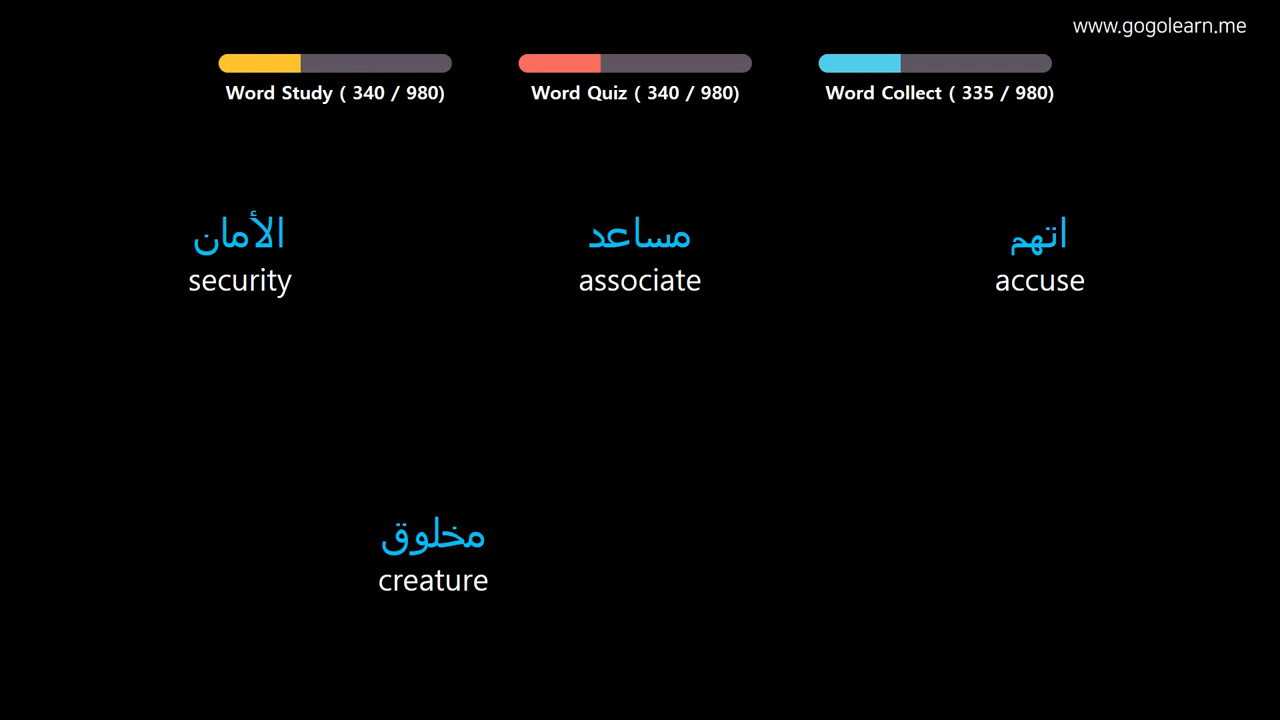 www.gogolearn.me
Word Study ( 340 / 980)
Word Quiz ( 340 / 980)
Word Collect ( 335 / 980)
الأمان
security
مساعد
associate
اتهم
accuse
مخلوق
creature